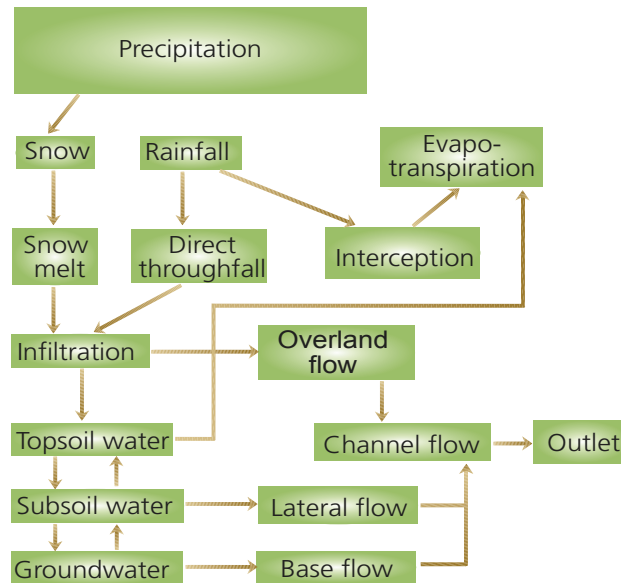 Precipitation
Snow
Rainfall
Evapo-
transpiration
Snow
melt
Direct
throughfall
Interception
Infiltration
Overland
flow
Topsoil water
Channel flow
Outlet
Subsoil water
Lateral flow
Groundwater
Base flow